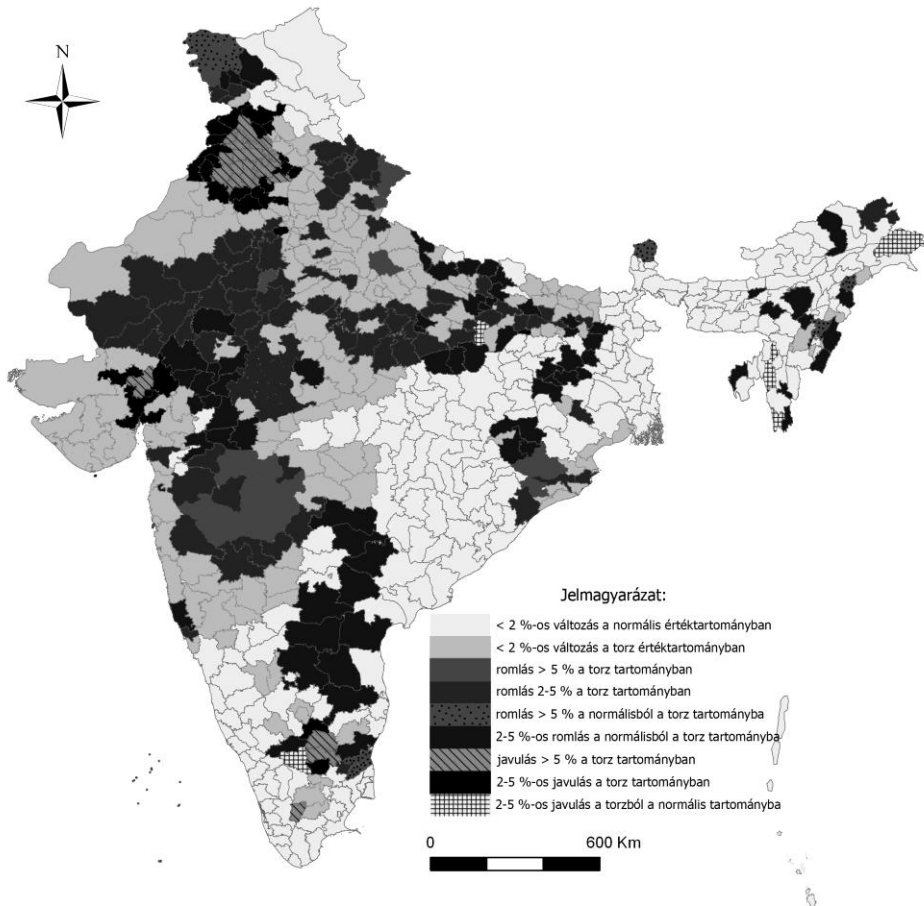 N
Jelmagyarázat:
< 2 %-os változás a normális értéktartományban
< 2 %-os változás a torz értéktartományban
romlás > 5 % a torz tartományban
romlás 2-5 % a torz tartományban
romlás > 5 % a normálisból a torz tartományba
2-5 %-os romlás a normálisból a torz tartományba
javulás > 5 % a torz tartományban
2-5 %-os javulás a torz tartományban
2-5 %-os javulás a torzból a normális tartományba
0 600 Km